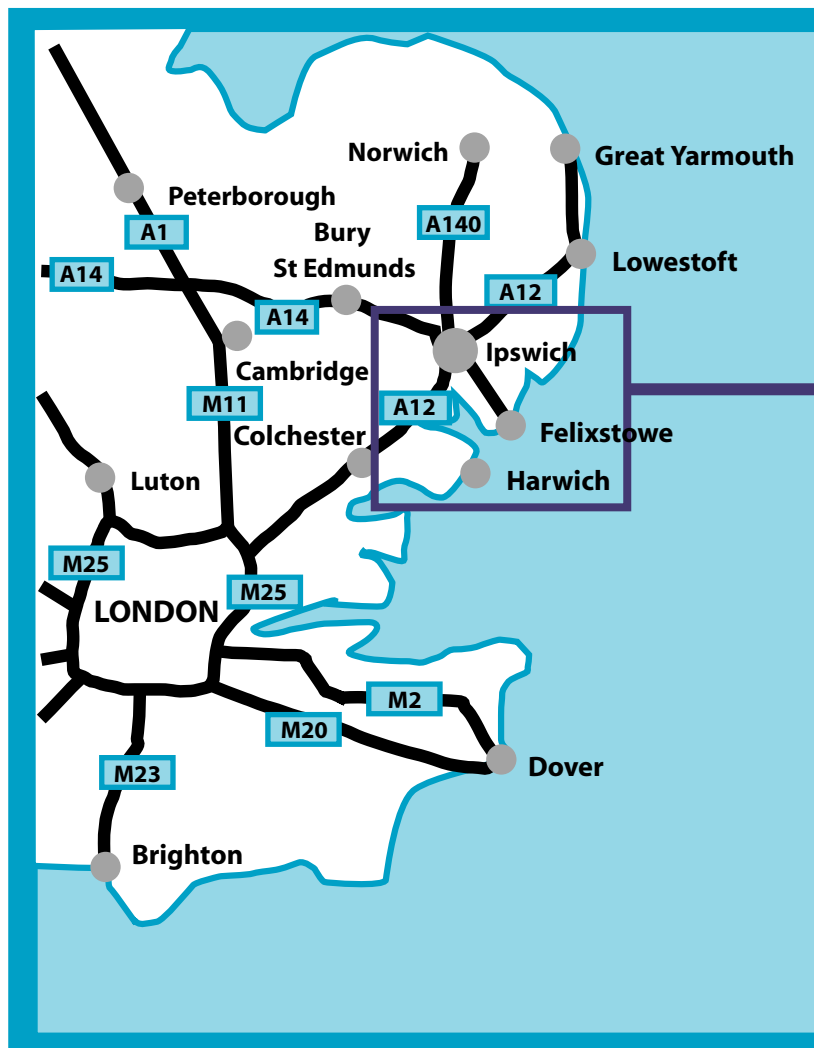 Norwich
Great Yarmouth
Peterborough
A1
Bury
St Edmunds
A140
Lowestoft
A14
A12
A14
Ipswich
Cambridge
M11
A12
Colchester
Felixstowe
Luton
Harwich
M25
M25
LONDON
M2
M20
Dover
M23
Brighton